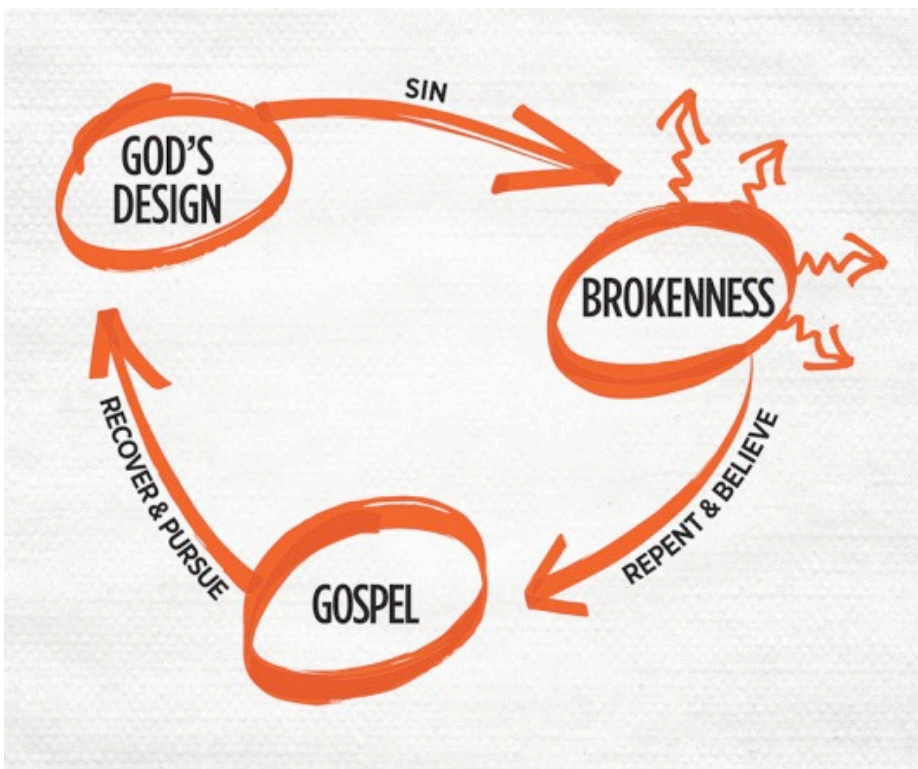 SIN
GOD'S
DESIGN
BROKENNESS
REPENT & BELIEVE
GOSPEL
RECOVER & PURSUE